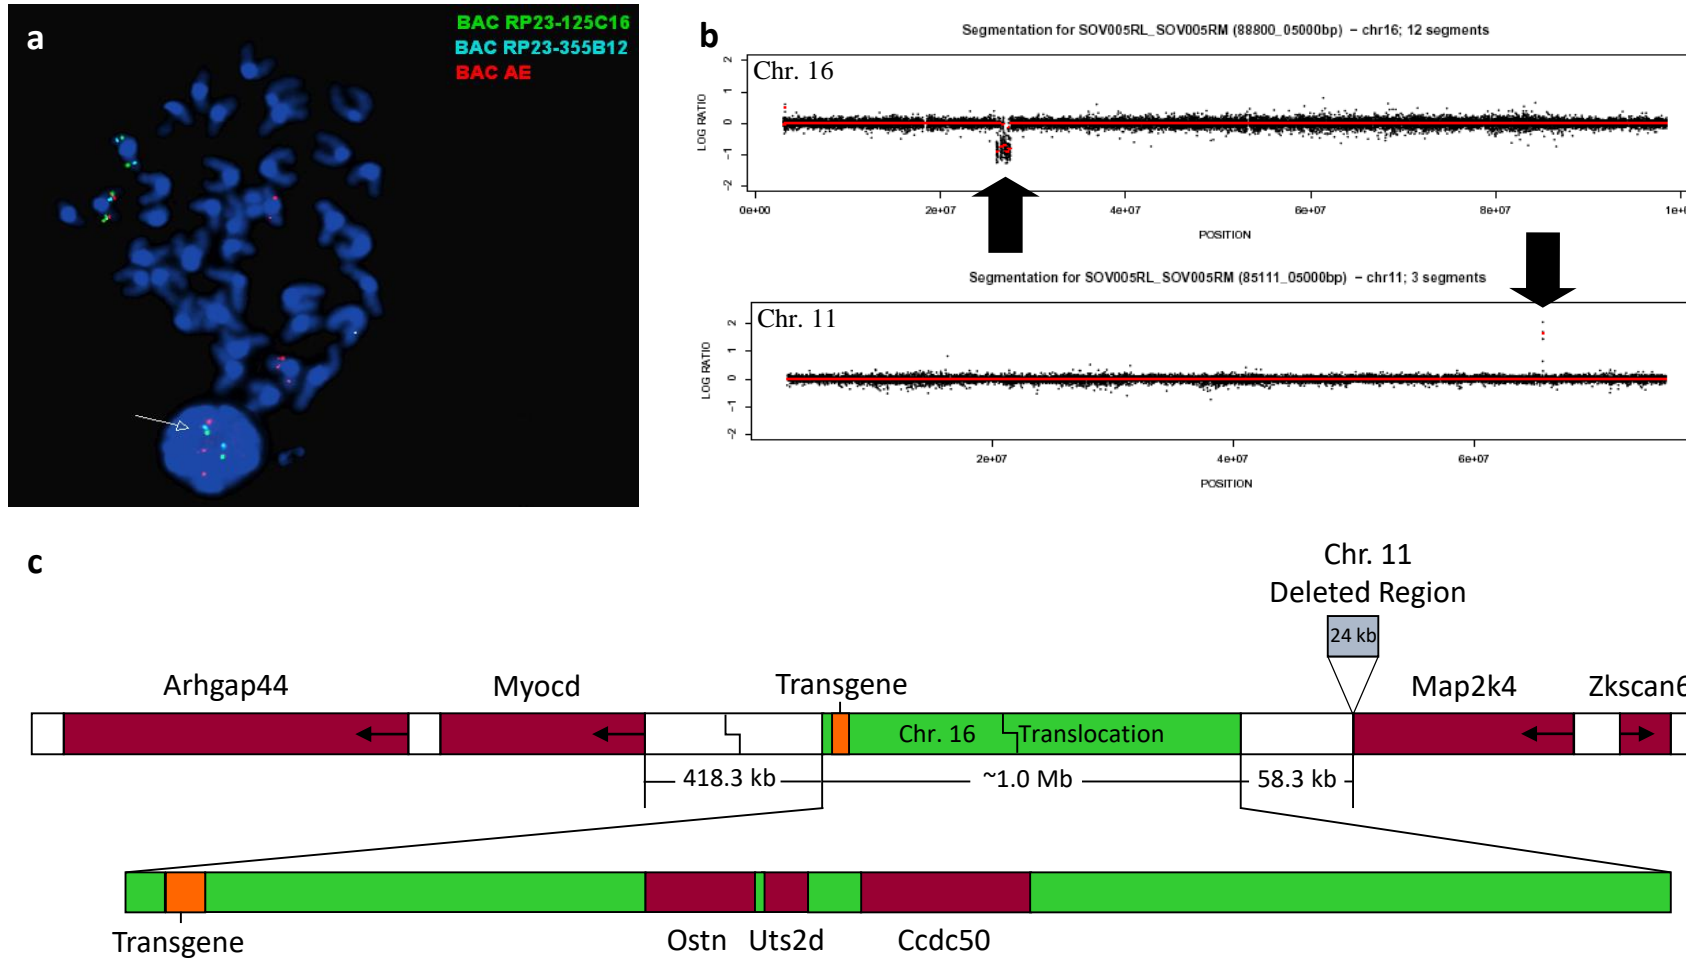 a
BAC RP23-125C16
BAC RP23-355B12
BAC AE
b
Segmentation for SOV005RL_SOV005RM (88800_05000bp) – chr16; 12 segments
Chr. 16
LOG RATIO
2
1
0
-1
-2
0e+00 2e+07 4e+07 6e+07 8e+07
POSITION
Segmentation for SOV005RL_SOV005RM (85111_05000bp) – chr11; 3 segments
Chr. 11
LOG RATIO
2
1
0
-1
-2
2e+07 4e+07 6e+07
POSITION
c
Chr. 11
Deleted Region
24 kb
Arhgap44 Myocd Transgene Map2k4 Zkscan6
Chr. 16 Translocation
418.3 kb ~1.0 Mb 58.3 kb
Transgene Ostn Uts2d Ccdc50